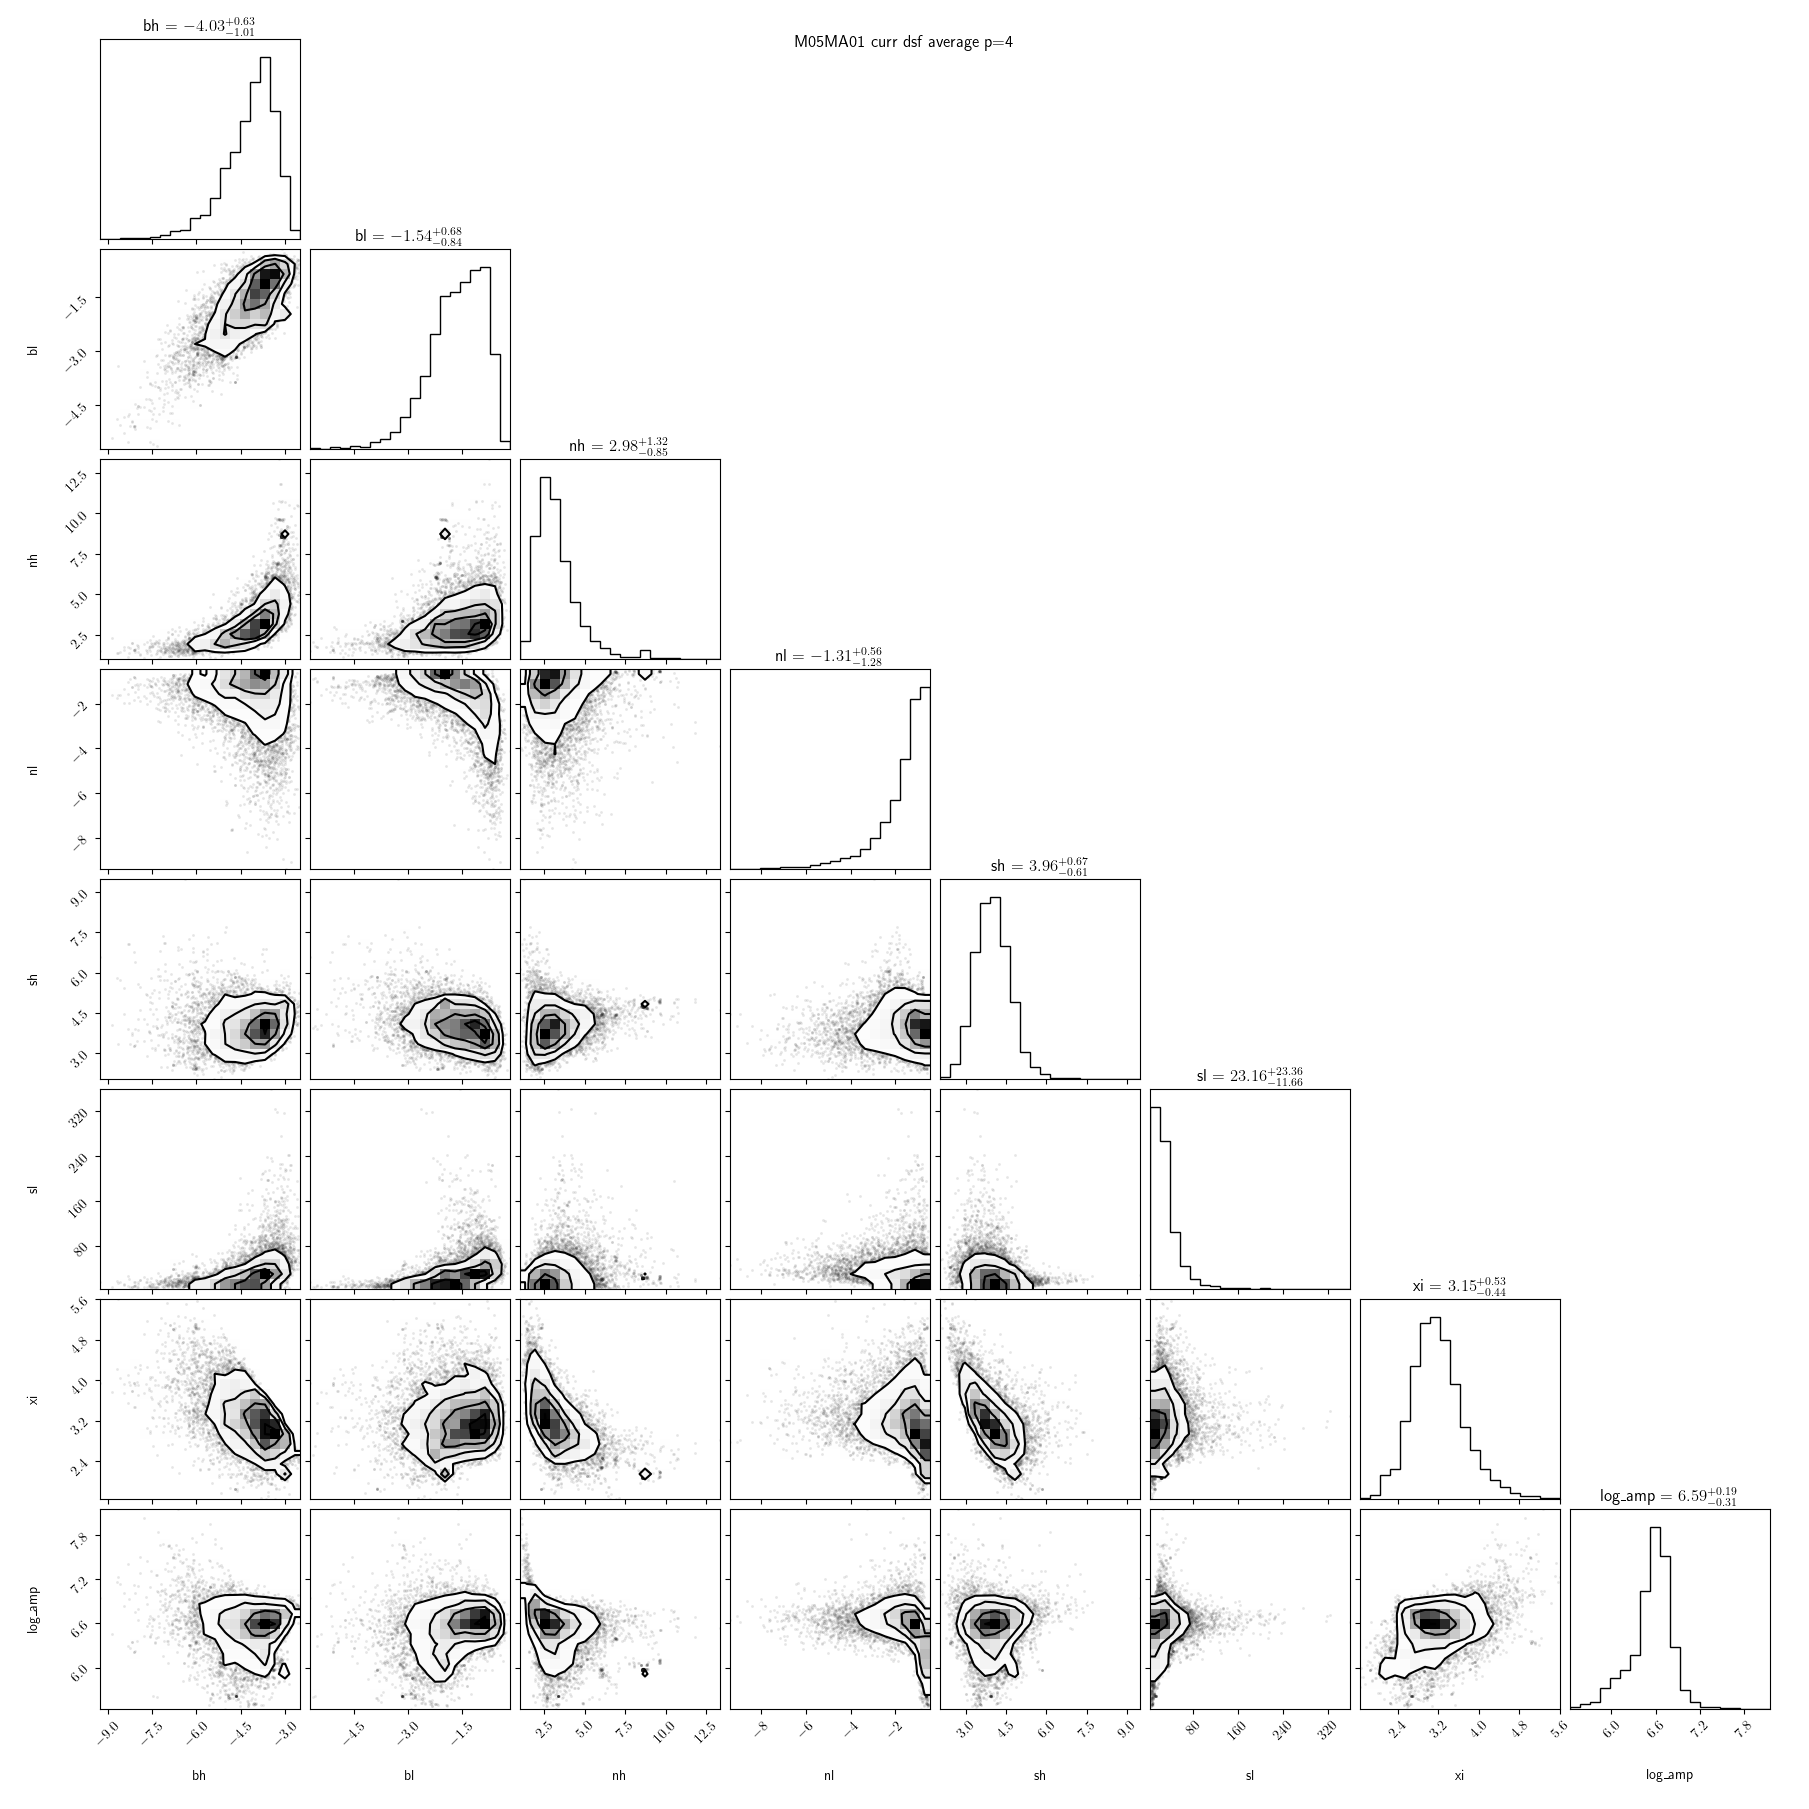 bh = −4.03+0.63−1.01
M05MA01 curr dsf average p=4
bl = −1.54+0.68−0.84
−1.5
−3.0
−4.5
bl
nh = 2.98+1.32−0.85
12.5
10.0
7.5
5.0
2.5
nh
nl = −1.31+0.56−1.28
−2
−4
−6
−8
nl
sh = 3.96+0.67−0.61
9.0
7.5
6.0
4.5
3.0
sh
sl = 23.16+23.36−11.66
320
240
160
80
sl
xi = 3.15+0.53−0.44
5.6
4.8
4.0
3.2
2.4
xi
log_amp = 6.59+0.19−0.31
7.8
7.2
6.6
6.0
log_amp
−9.0 −7.5 −6.0 −4.5 −3.0 −4.5 −3.0 −1.5 2.5 5.0 7.5 10.0 12.5 −8 −6 −4 −2 3.0 4.5 6.0 7.5 9.0 80 160 240 320 2.4 3.2 4.0 4.8 5.6 6.0 6.6 7.2 7.8
bh bl nh nl sh sl xi log_amp